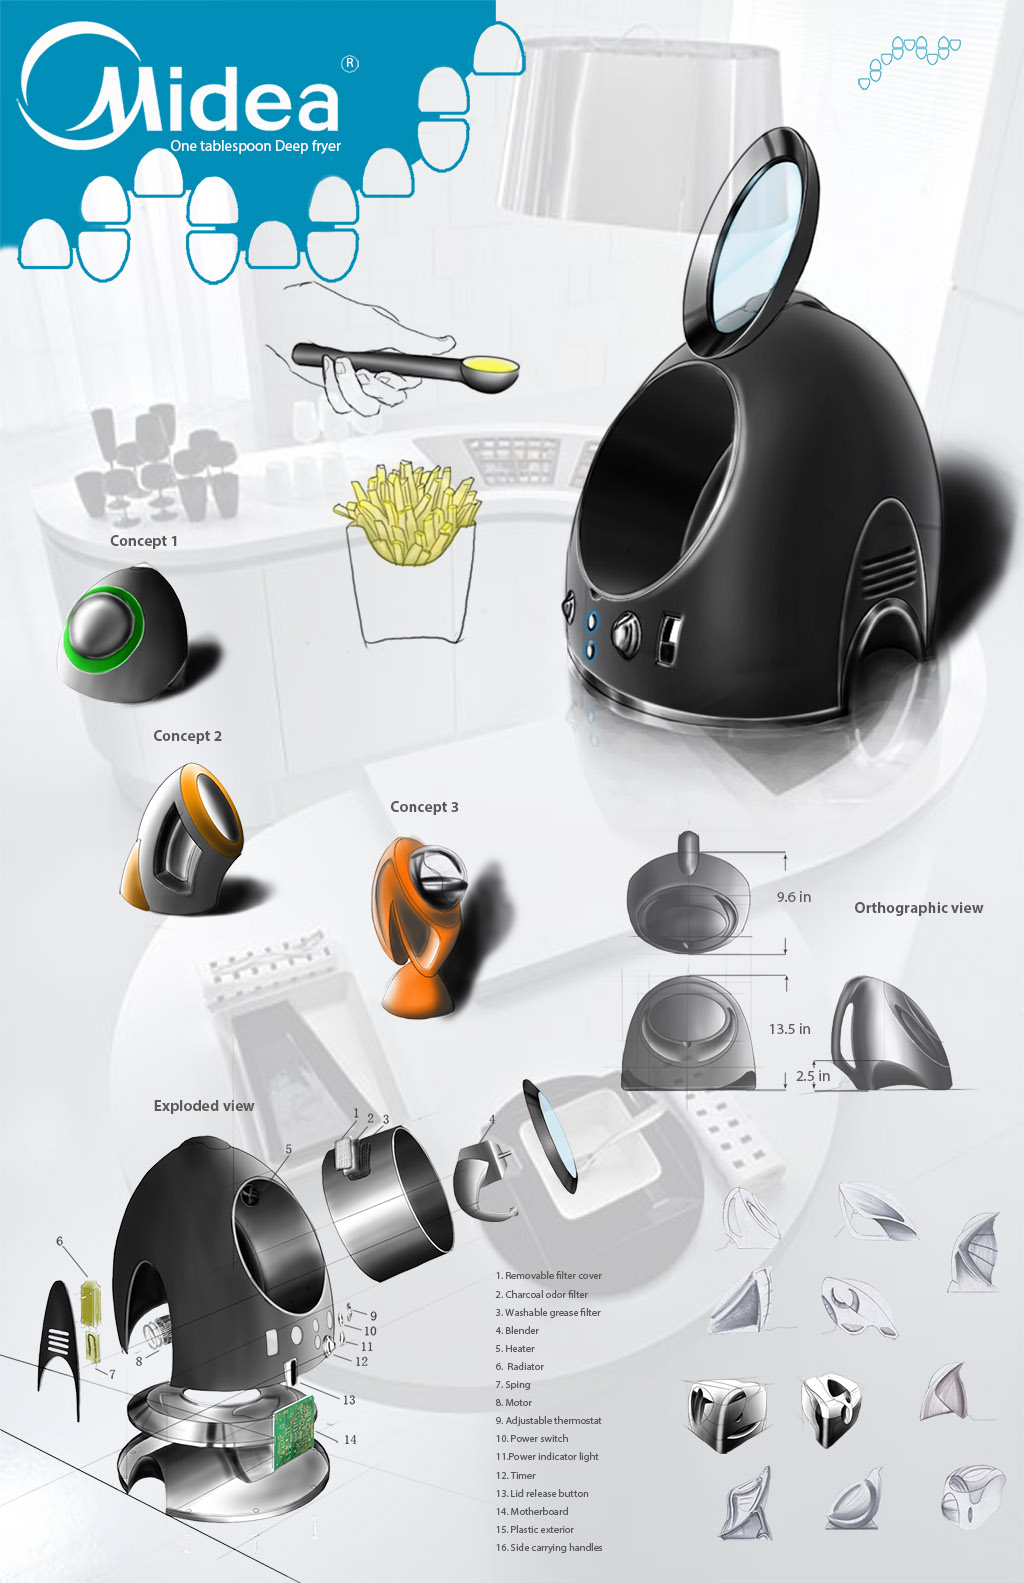 Midea ®
One tablespoon Deep fryer
Concept 1
Concept 2
Concept 3
9.6 in
Orthographic view
13.5 in
2.5 in
Exploded view
1
2
3
4
5
6
7
8
9
10
11
12
13
14
1. Removable filter cover
2. Charcoal odor filter
3. Washable grease filter
4. Blender
5. Heater
6. Radiator
7. Sping
8. Motor
9. Adjustable thermostat
10. Power switch
11.Power indicator light
12. Timer
13. Lid release button
14. Motherboard
15. Plastic exterior
16. Side carrying handles